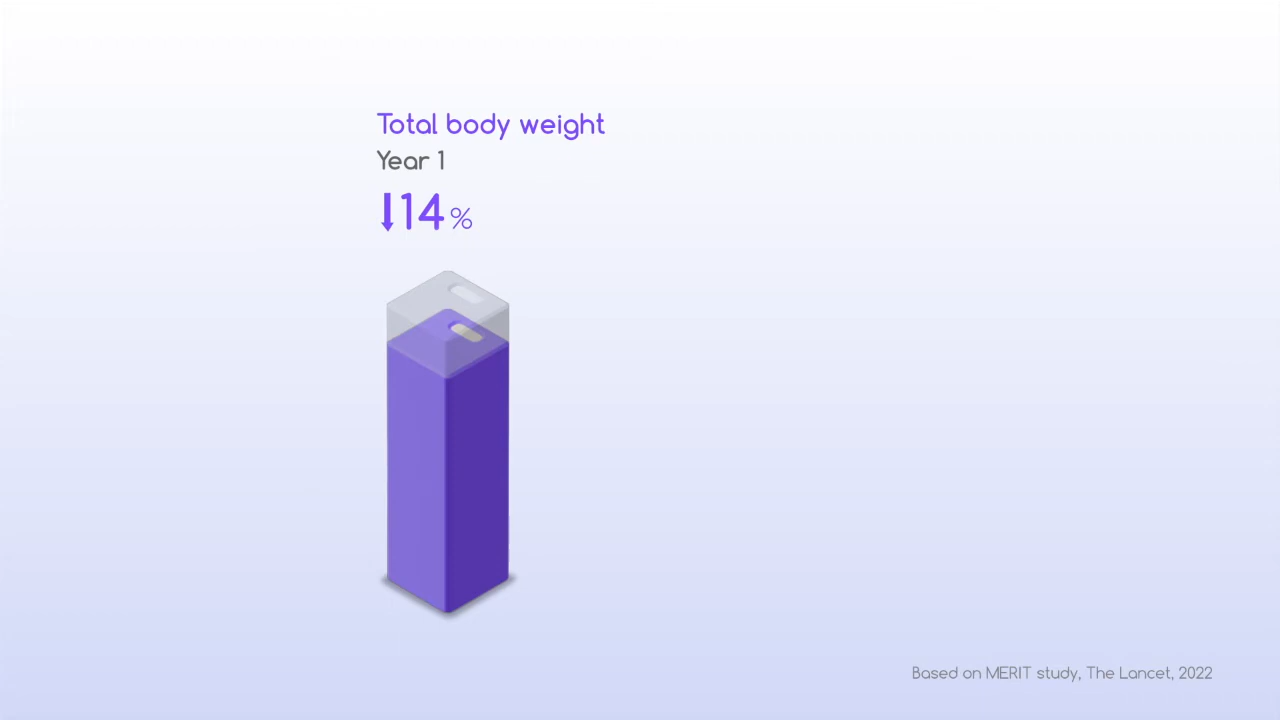 Total body weight
Year 1
↓14%
Based on MERIT study, The Lancet, 2022